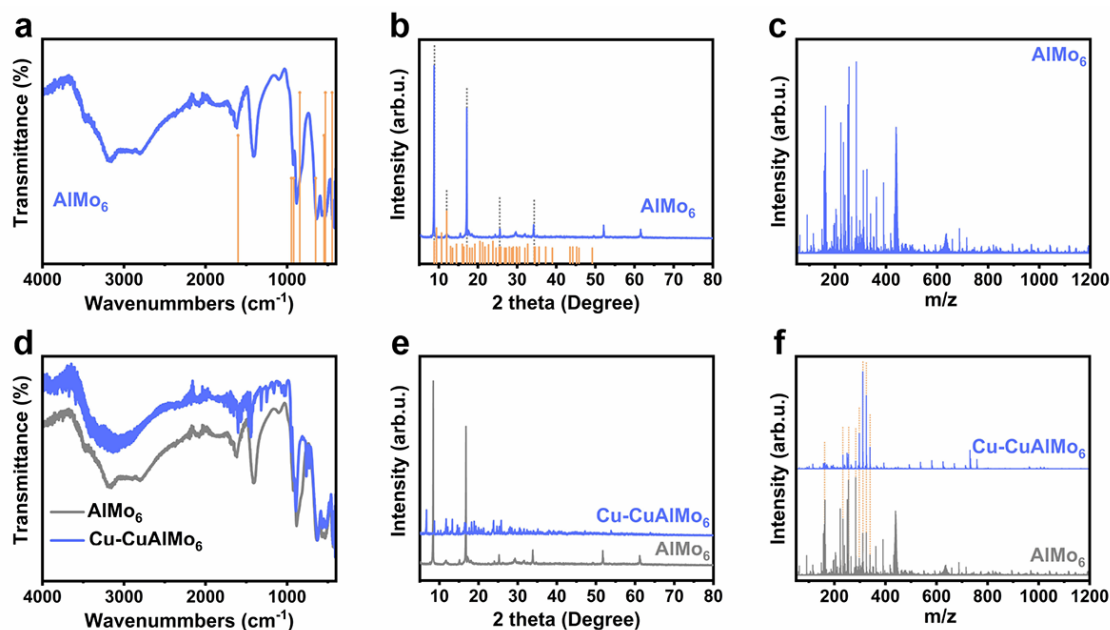 a
Transmittance (%)
AlMo₆
4000 3000 2000 1000
Wavenummbers (cm⁻¹)
b
Intensity (arb.u.)
AlMo₆
10 20 30 40 50 60 70 80
2 theta (Degree)
c
Intensity (arb.u.)
AlMo₆
200 400 600 800 1000 1200
m/z
d
Transmittance (%)
AlMo₆
Cu-CuAlMo₆
4000 3000 2000 1000
Wavenummbers (cm⁻¹)
e
Intensity (arb.u.)
Cu-CuAlMo₆
AlMo₆
10 20 30 40 50 60 70 80
2 theta (Degree)
f
Intensity (arb.u.)
Cu-CuAlMo₆
AlMo₆
200 400 600 800 1000 1200
m/z